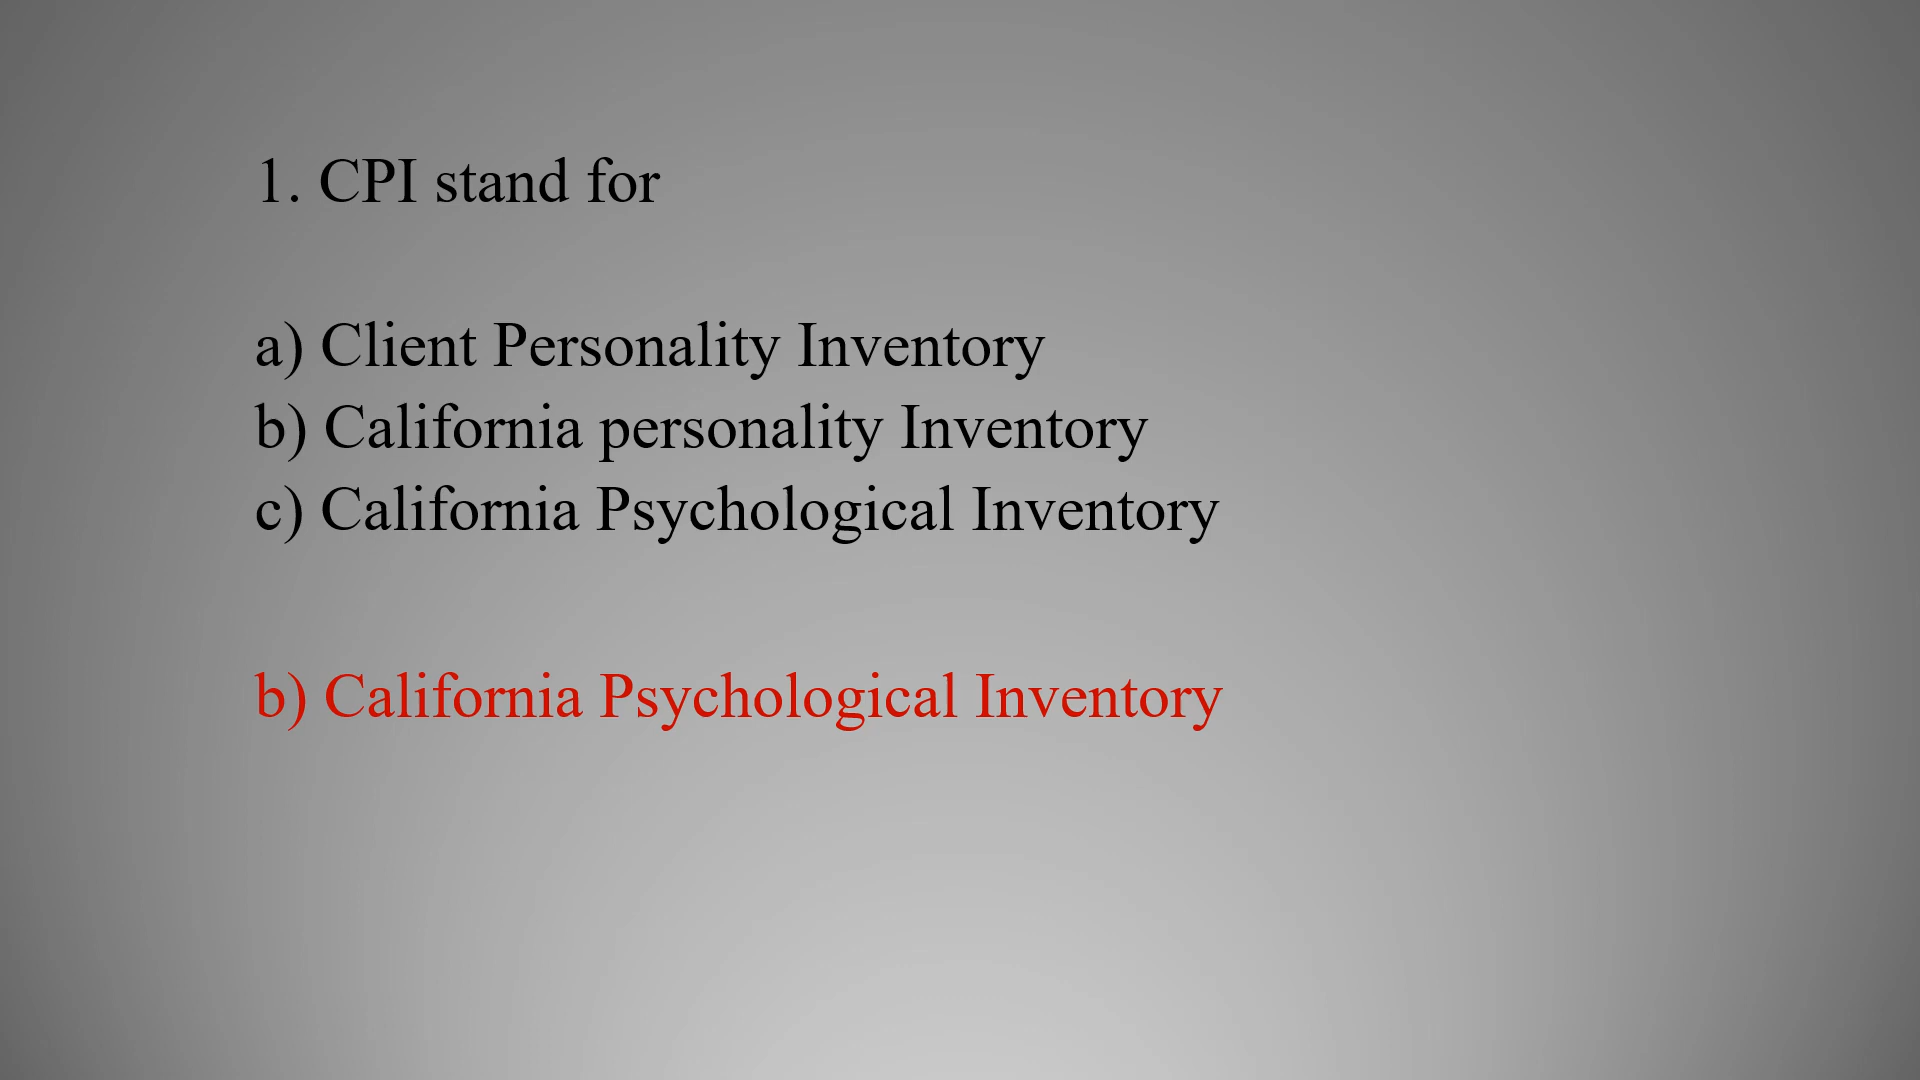 1. CPI stand for
a) Client Personality Inventory
b) California personality Inventory
c) California Psychological Inventory
b) California Psychological Inventory